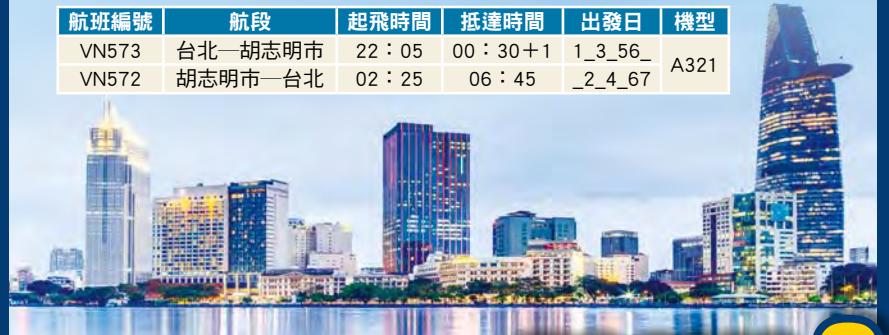 航班編號 航段 起飛時間 抵達時間 出發日 機型
VN573 台北─胡志明市 22：05 00：30＋1 1_3_56_ A321
VN572 胡志明市─台北 02：25 06：45 _2_4_67